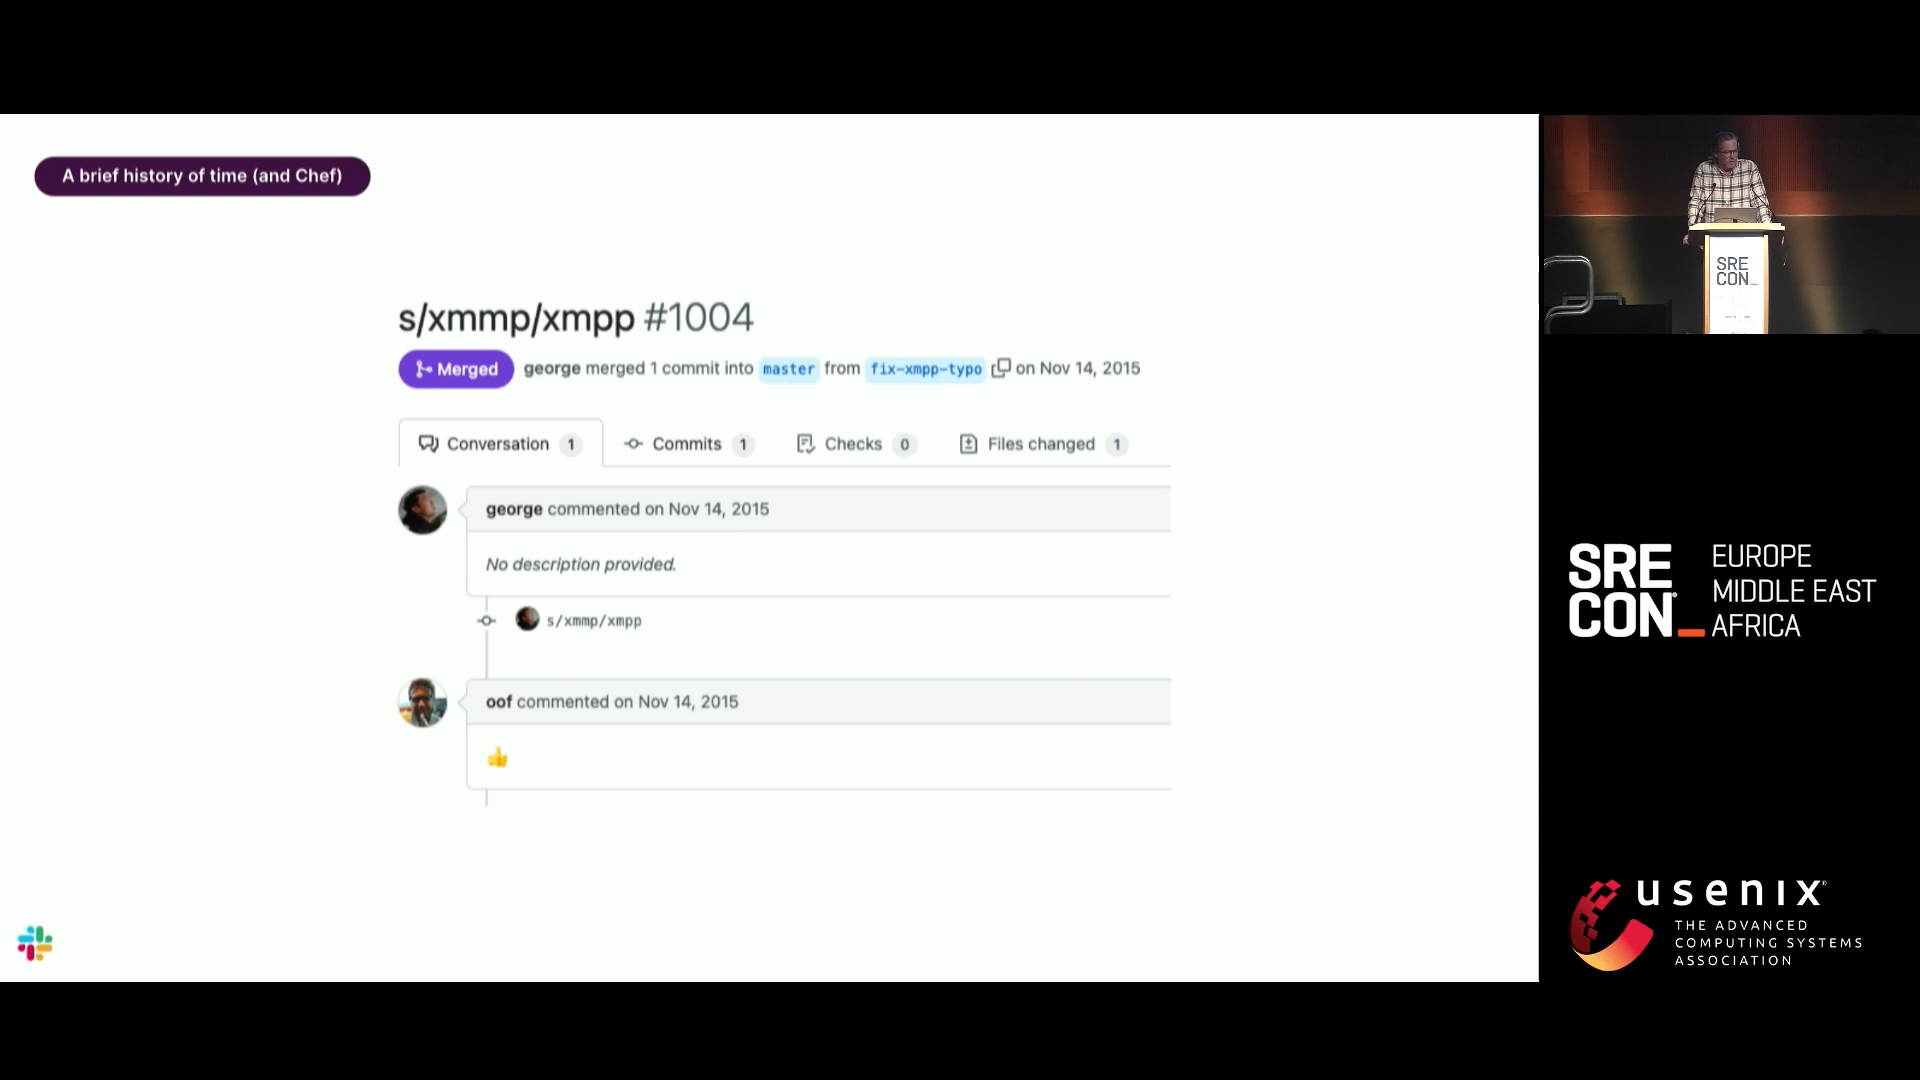 A brief history of time (and Chef)
s/xmmp/xmpp #1004
Merged george merged 1 commit into master from fix-xmpp-typo on Nov 14, 2015
Conversation 1 Commits 1 Checks 0 Files changed 1
george commented on Nov 14, 2015
No description provided.
s/xmmp/xmpp
oof commented on Nov 14, 2015
SRE
CON_
SRE
CON_
EUROPE
MIDDLE EAST
AFRICA
usenix
THE ADVANCED
COMPUTING SYSTEMS
ASSOCIATION